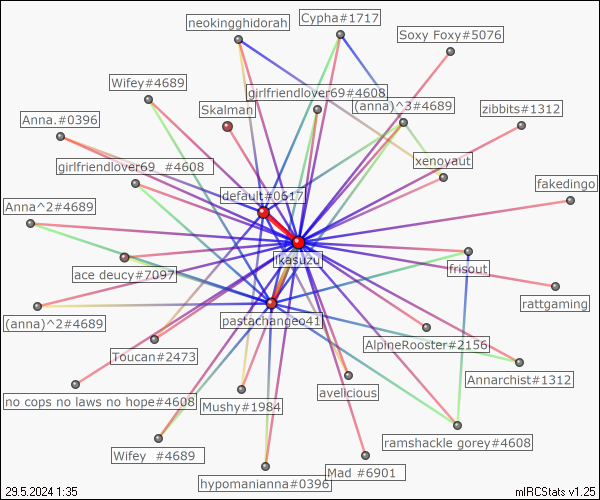 neokingghidorah
Cypha#1717
Soxy Foxy#5076
Wifey#4689
girlfriendlover69#4608
(anna)^3#4689
Skalman
zibbits#1312
Anna.#0396
xenoyaut
girlfriendlover69 #4608
default#0617
fakedingo
Anna^2#4689
ikasuzu
frisout
ace deucy#7097
rattgaming
(anna)^2#4689
pastachangeo41
AlpineRooster#2156
Toucan#2473
Annarchist#1312
avelicious
no cops no laws no hope#4608
Mushy#1984
ramshackle gorey#4608
Wifey #4689
Mad #6901
hypomanianna#0396
29.5.2024 1:35
mIRCStats v1.25